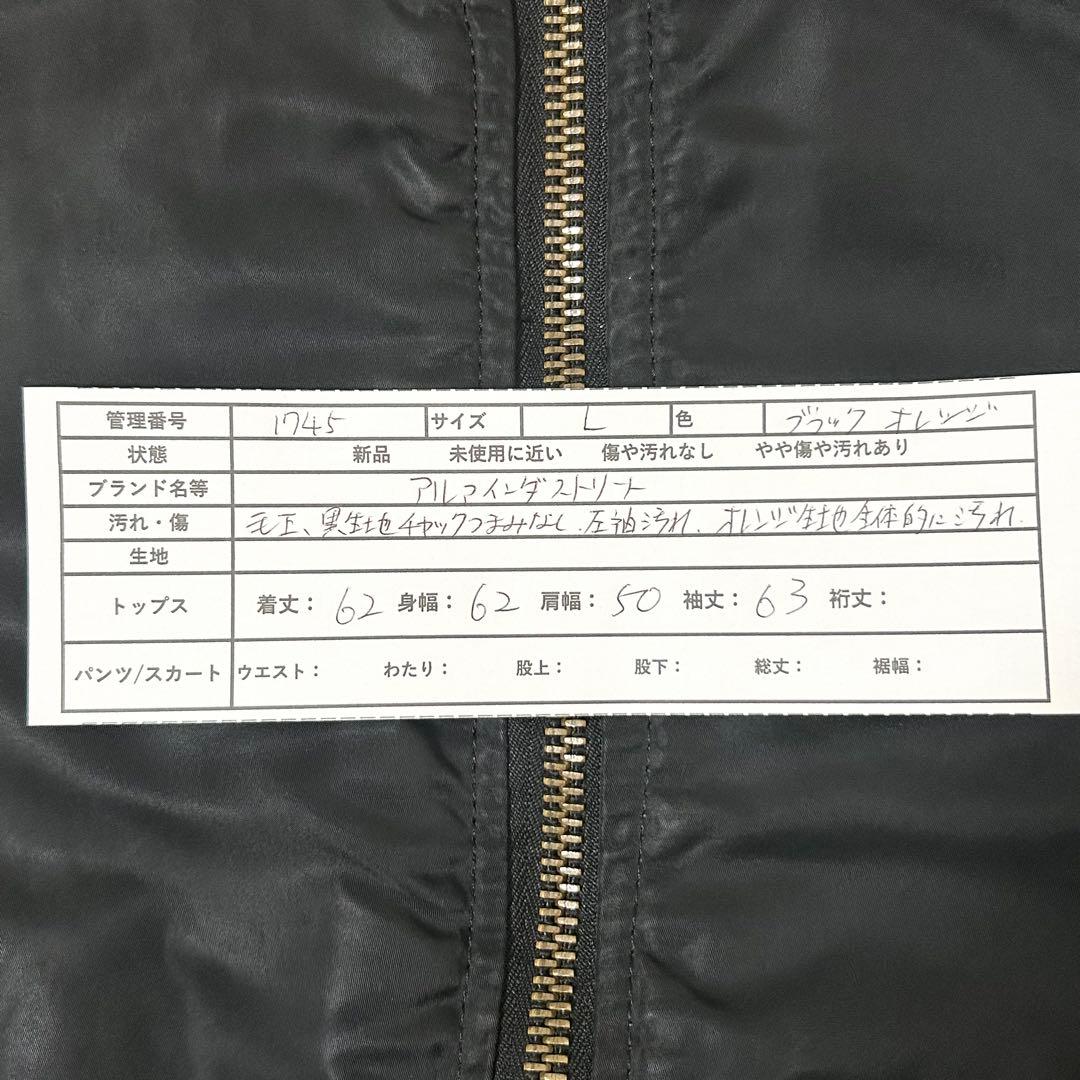 管理番号 1745 サイズ L 色 ブラック オレンジ
状態 新品 未使用に近い 傷や汚れなし やや傷や汚れあり
ブランド名等 アルファインダストリート
汚れ・傷 毛玉、黒生地チャックつまみなし、左袖汚れ、オレンジ生地全体的に汚れ
生地
トップス 着丈: 62 身幅: 62 肩幅: 50 袖丈: 63 裄丈:
パンツ/スカート ウエスト: わたり: 股上: 股下: 総丈: 裾幅: